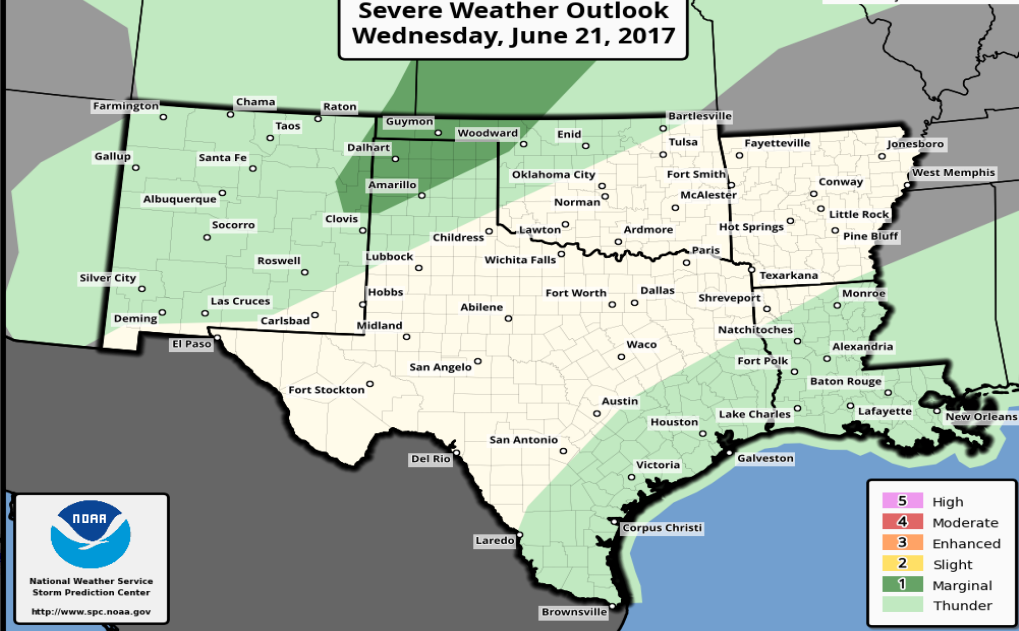 Severe Weather Outlook
Wednesday, June 21, 2017
Farmington
Chama
Raton
Taos
Guymon
Woodward
Enid
Bartlesville
Gallup
Santa Fe
Dalhart
Tulsa
Fayetteville
Jonesboro
Albuquerque
Amarillo
Oklahoma City
Norman
Fort Smith
McAlester
Conway
West Memphis
Socorro
Clovis
Childress
Lawton
Ardmore
Hot Springs
Little Rock
Pine Bluff
Roswell
Lubbock
Wichita Falls
Paris
Texarkana
Silver City
Las Cruces
Hobbs
Abilene
Fort Worth
Dallas
Shreveport
Monroe
Deming
Carlsbad
Midland
Natchitoches
El Paso
San Angelo
Waco
Fort Polk
Alexandria
Fort Stockton
Austin
Baton Rouge
Houston
Lake Charles
Lafayette
New Orleans
San Antonio
Del Rio
Victoria
Galveston
Laredo
Corpus Christi
Brownsville
NOAA
National Weather Service
Storm Prediction Center
http://www.spc.noaa.gov
5 High
4 Moderate
3 Enhanced
2 Slight
1 Marginal
Thunder